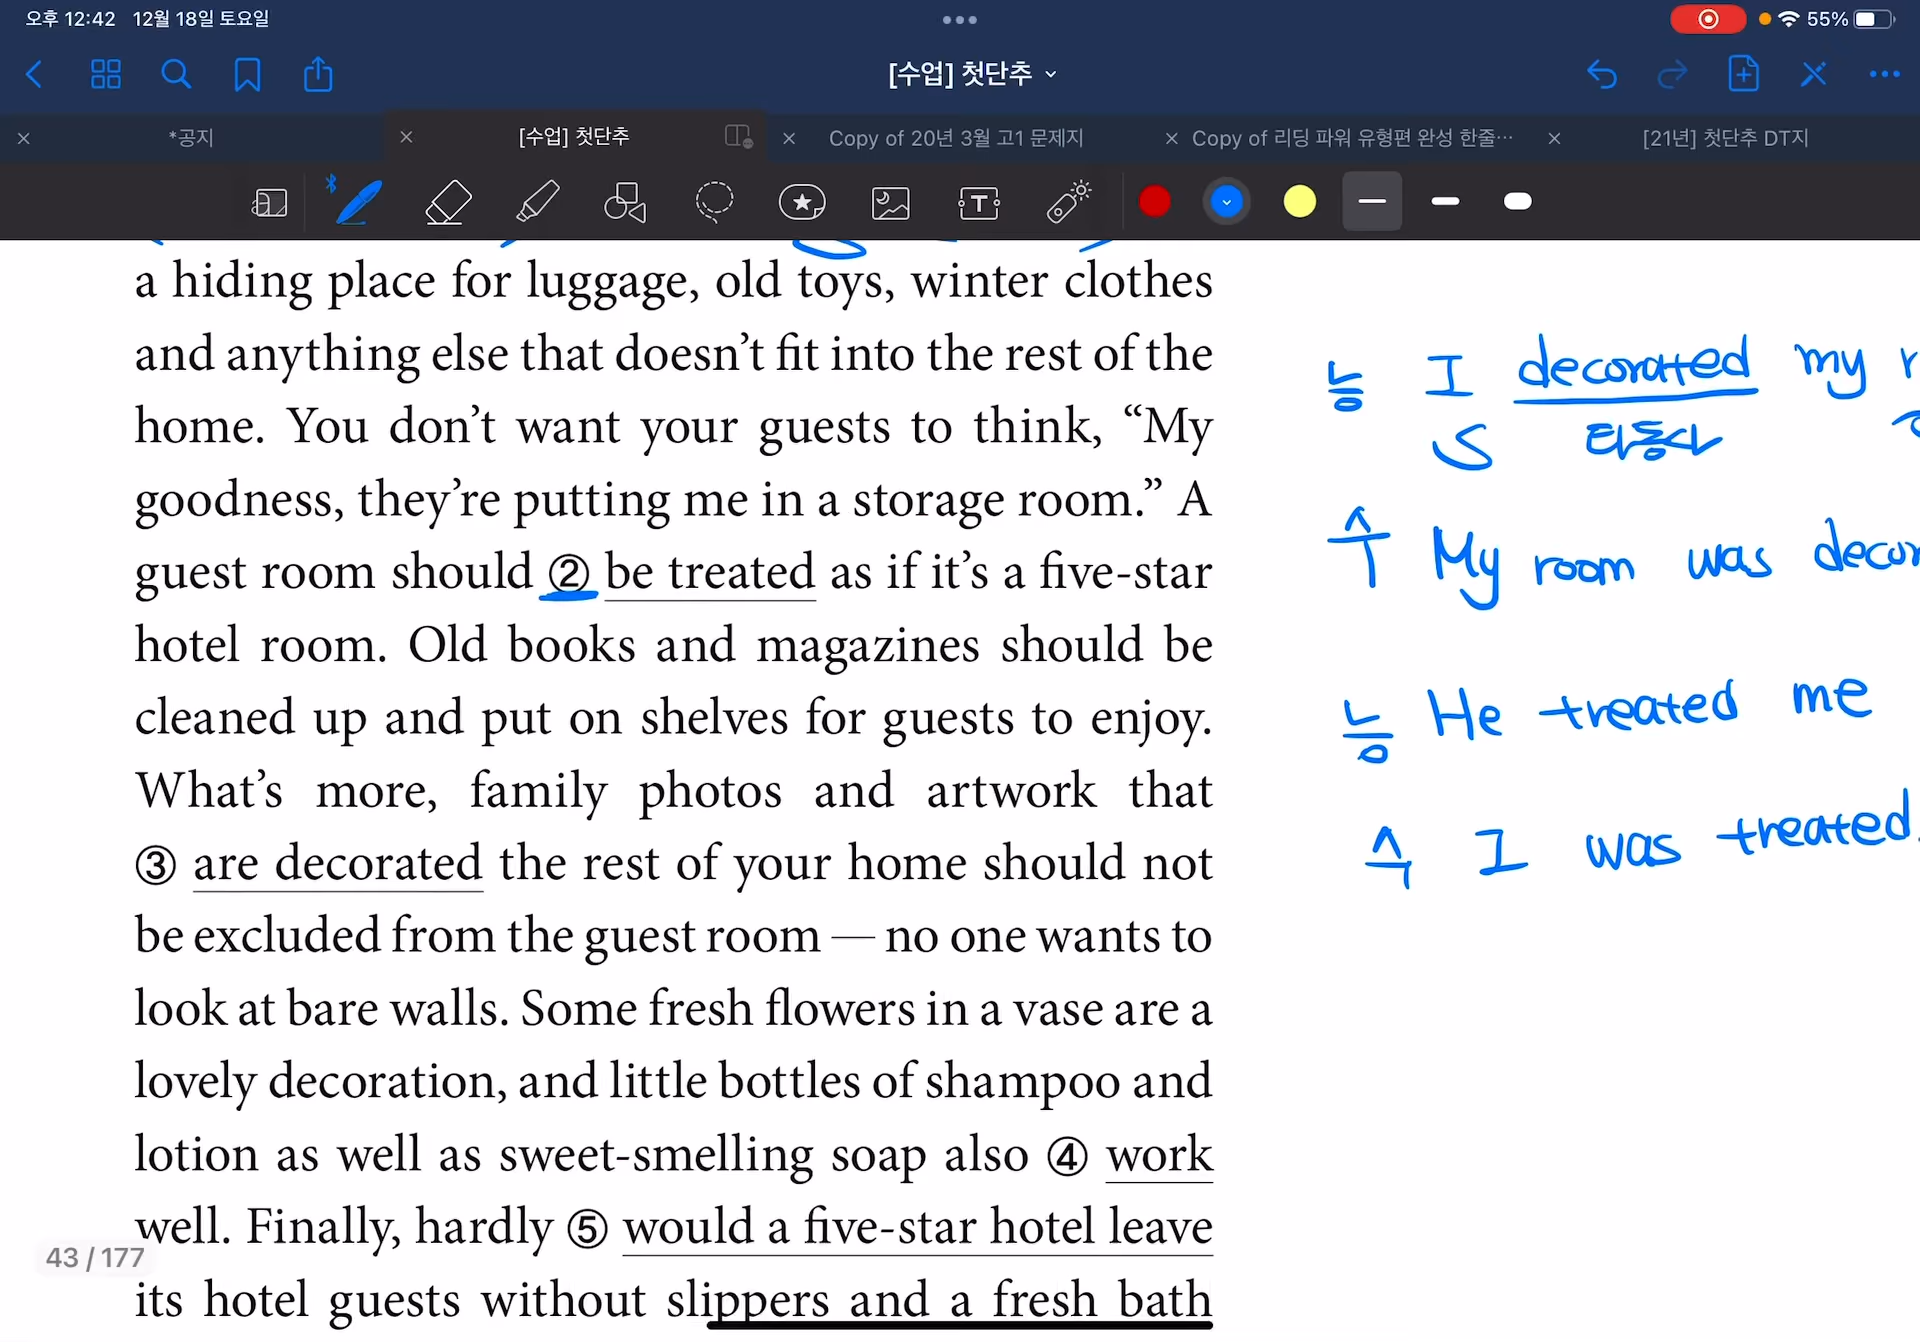 오후 12:42 12월 18일 토요일
55%
[수업] 첫단추
*공지
[수업] 첫단추
Copy of 20년 3월 고1 문제지
Copy of 리딩 파워 유형편 완성 한줄…
[21년] 첫단추 DT지
a hiding place for luggage, old toys, winter clothes
and anything else that doesn’t fit into the rest of the
home. You don’t want your guests to think, “My
goodness, they’re putting me in a storage room.” A
guest room should ② be treated as if it’s a five-star
hotel room. Old books and magazines should be
cleaned up and put on shelves for guests to enjoy.
What’s more, family photos and artwork that
③ are decorated the rest of your home should not
be excluded from the guest room — no one wants to
look at bare walls. Some fresh flowers in a vase are a
lovely decoration, and little bottles of shampoo and
lotion as well as sweet-smelling soap also ④ work
well. Finally, hardly ⑤ would a five-star hotel leave
its hotel guests without slippers and a fresh bath
43 / 177
능 I decorated my r
S 타동사
수 My room was decor
능 He treated me
수 I was treated.